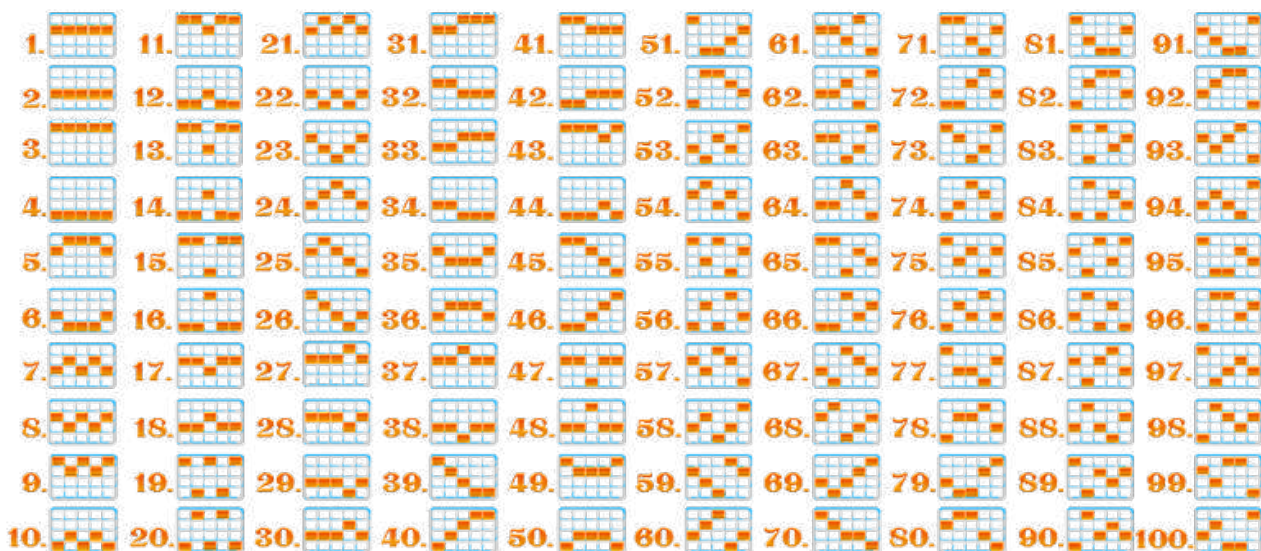 1. 11. 21. 31. 41. 51. 61. 71. 81. 91.
2. 12. 22. 32. 42. 52. 62. 72. 82. 92.
3. 13. 23. 33. 43. 53. 63. 73. 83. 93.
4. 14. 24. 34. 44. 54. 64. 74. 84. 94.
5. 15. 25. 35. 45. 55. 65. 75. 85. 95.
6. 16. 26. 36. 46. 56. 66. 76. 86. 96.
7. 17. 27. 37. 47. 57. 67. 77. 87. 97.
8. 18. 28. 38. 48. 58. 68. 78. 88. 98.
9. 19. 29. 39. 49. 59. 69. 79. 89. 99.
10. 20. 30. 40. 50. 60. 70. 80. 90. 100.